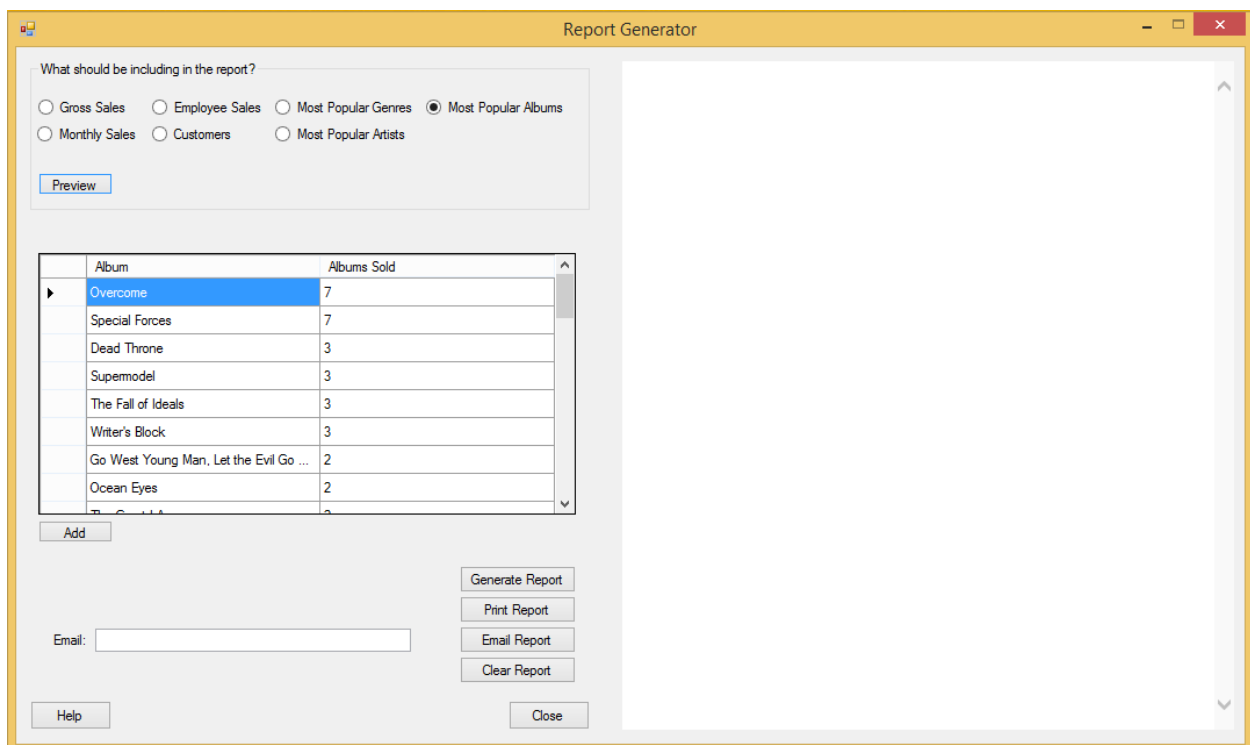 Report Generator
What should be including in the report?
Gross Sales Employee Sales Most Popular Genres Most Popular Albums
Monthly Sales Customers Most Popular Artists
Preview
Album Albums Sold
Overcome 7
Special Forces 7
Dead Throne 3
Supermodel 3
The Fall of Ideals 3
Writer's Block 3
Go West Young Man, Let the Evil Go ... 2
Ocean Eyes 2
Add
Generate Report
Print Report
Email: Email Report
Clear Report
Help Close